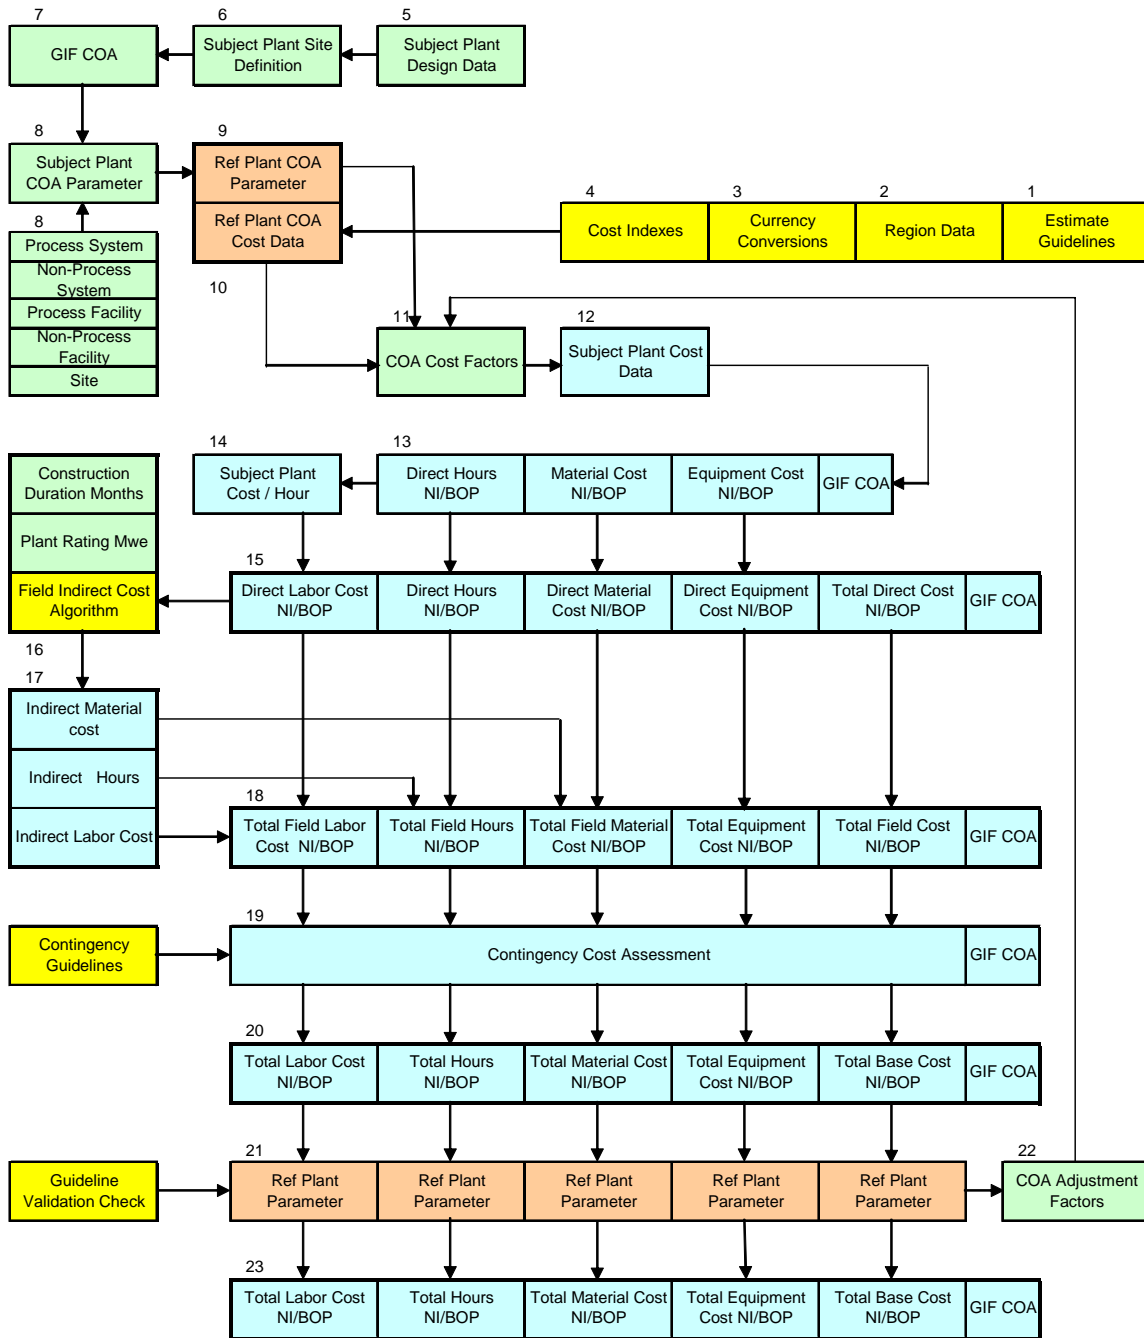 7
6
5
GIF COA
Subject Plant Site
Definition
Subject Plant
Design Data
8
9
Subject Plant
COA Parameter
Ref Plant COA
Parameter
4
3
2
1
8
Ref Plant COA
Cost Data
Cost Indexes
Currency
Conversions
Region Data
Estimate
Guidelines
Process System
Non-Process
System
Process Facility
Non-Process
Facility
Site
10
11
12
COA Cost Factors
Subject Plant Cost
Data
14
13
Construction
Duration Months
Subject Plant
Cost / Hour
Direct Hours
NI/BOP
Material Cost
NI/BOP
Equipment Cost
NI/BOP
GIF COA
Plant Rating Mwe
15
Field Indirect Cost
Algorithm
Direct Labor Cost
NI/BOP
Direct Hours
NI/BOP
Direct Material
Cost NI/BOP
Direct Equipment
Cost NI/BOP
Total Direct Cost
NI/BOP
GIF COA
16
17
Indirect Material
cost
Indirect Hours
18
Indirect Labor Cost
Total Field Labor
Cost NI/BOP
Total Field Hours
NI/BOP
Total Field Material
Cost NI/BOP
Total Equipment
Cost NI/BOP
Total Field Cost
NI/BOP
GIF COA
19
Contingency
Guidelines
Contingency Cost Assessment
GIF COA
20
Total Labor Cost
NI/BOP
Total Hours
NI/BOP
Total Material Cost
NI/BOP
Total Equipment
Cost NI/BOP
Total Base Cost
NI/BOP
GIF COA
21
22
Guideline
Validation Check
Ref Plant
Parameter
Ref Plant
Parameter
Ref Plant
Parameter
Ref Plant
Parameter
Ref Plant
Parameter
COA Adjustment
Factors
23
Total Labor Cost
NI/BOP
Total Hours
NI/BOP
Total Material Cost
NI/BOP
Total Equipment
Cost NI/BOP
Total Base Cost
NI/BOP
GIF COA